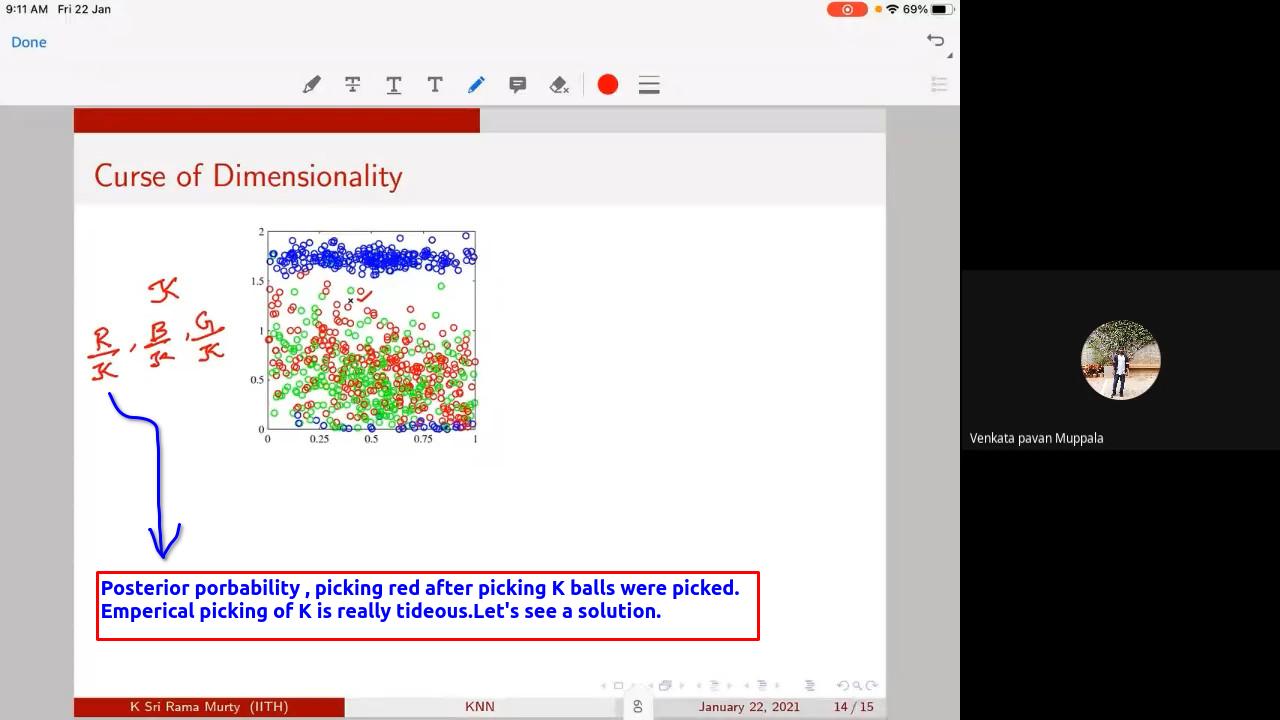 9:11 AM Fri 22 Jan
69%
Done
T T T
Curse of Dimensionality
K
R/K , B/K , G/K
2
1.5
1
0.5
0
0 0.25 0.5 0.75 1
x
Posterior porbability , picking red after picking K balls were picked.
Emperical picking of K is really tideous.Let's see a solution.
K Sri Rama Murty (IITH) KNN 60 January 22, 2021 14 / 15
Venkata pavan Muppala